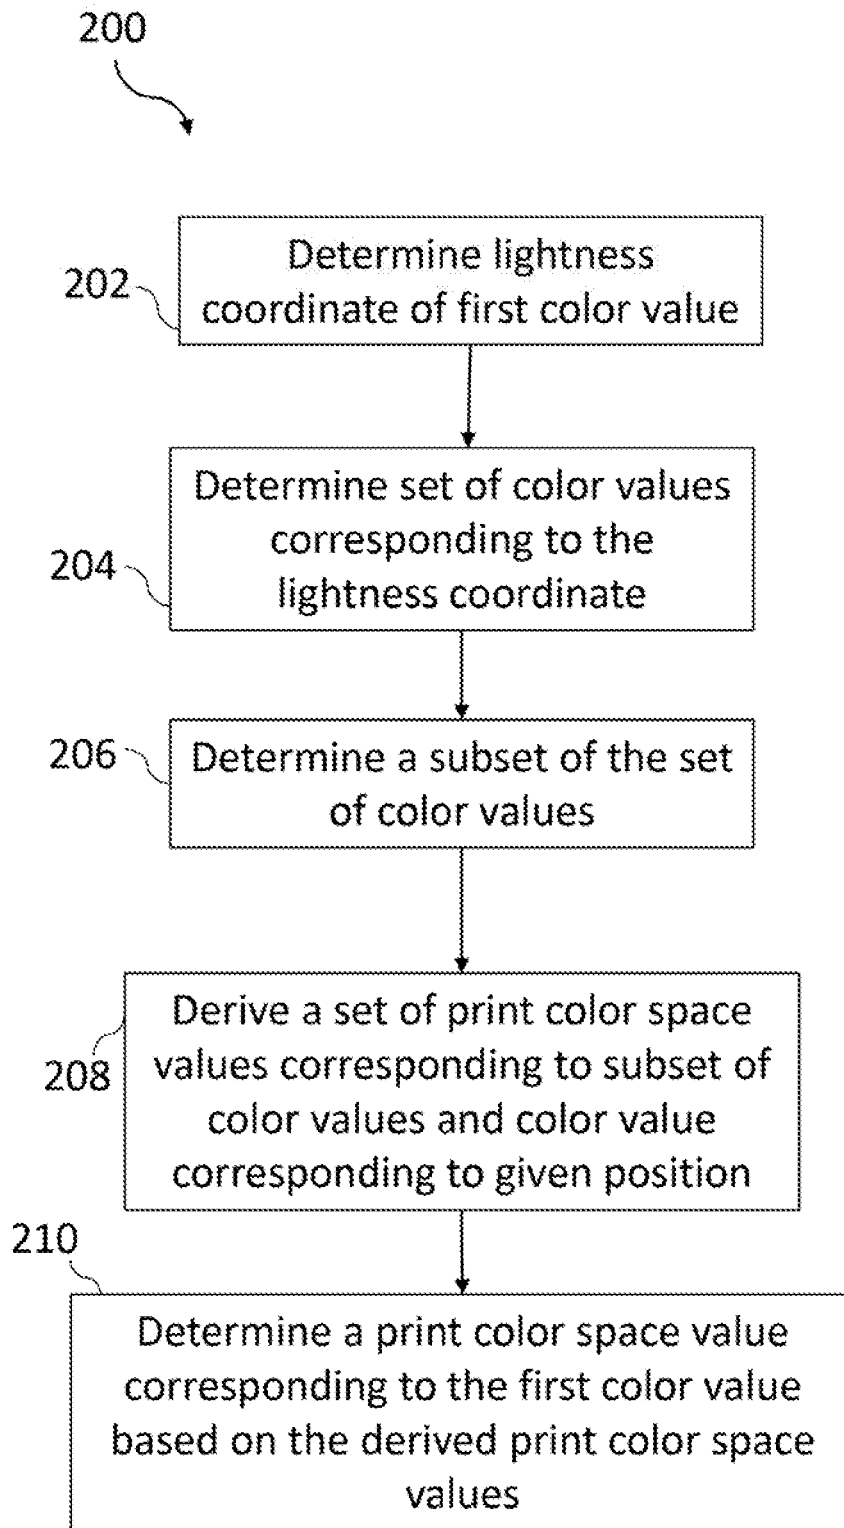 200
202
Determine lightness
coordinate of first color value
204
Determine set of color values
corresponding to the
lightness coordinate
206
Determine a subset of the set
of color values
208
Derive a set of print color space
values corresponding to subset of
color values and color value
corresponding to given position
210
Determine a print color space value
corresponding to the first color value
based on the derived print color space
values